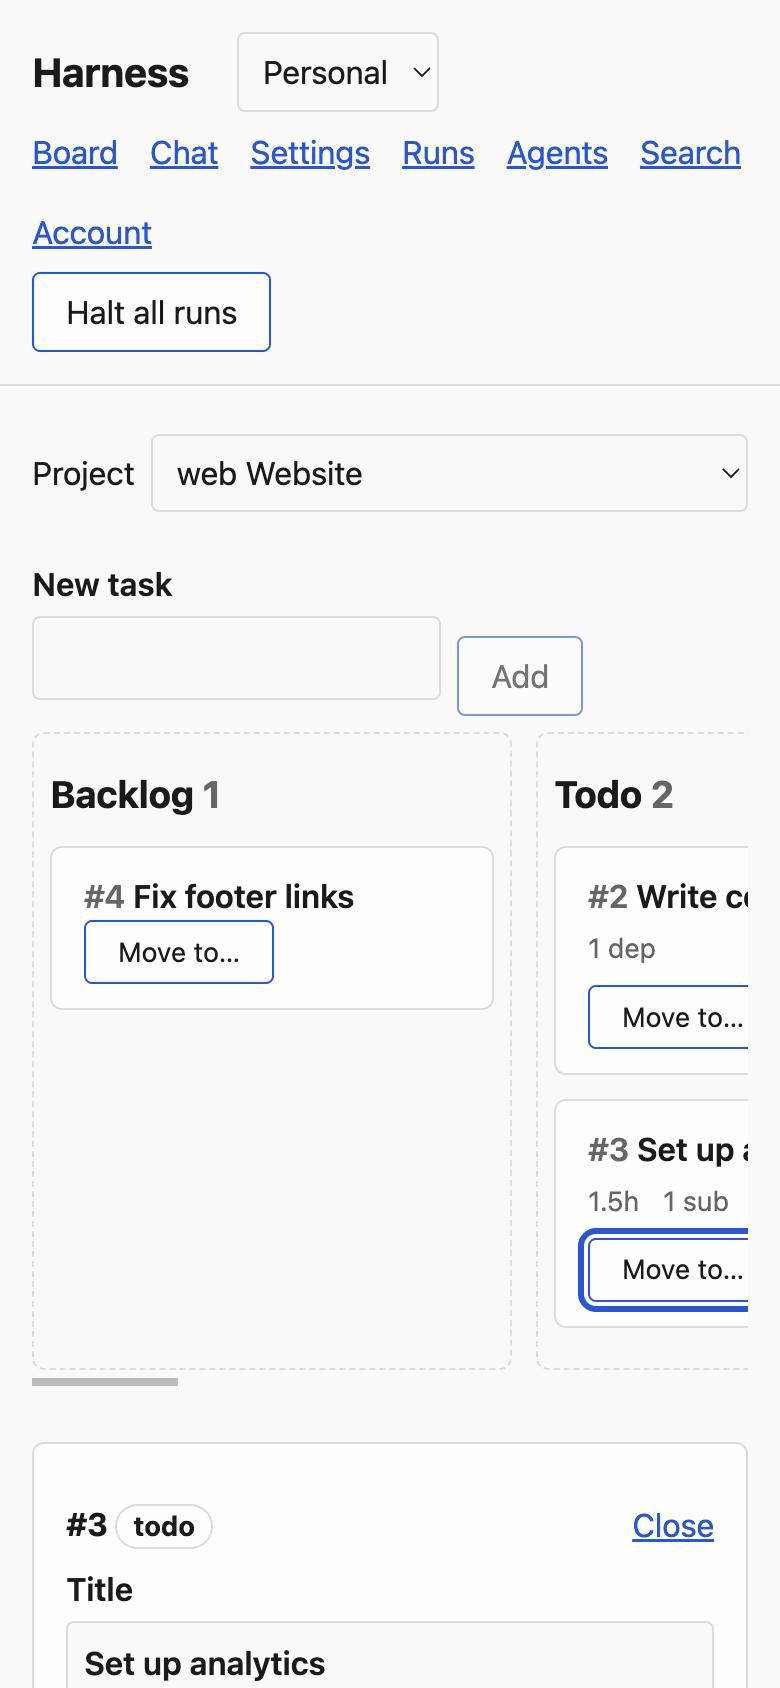 Harness Personal
Board Chat Settings Runs Agents Search
Account
Halt all runs
Project web Website
New task
Add
Backlog 1
#4 Fix footer links
Move to...
Todo 2
#2 Write
1 dep
Move to...
#3 Set up
1.5h 1 sub
Move to...
#3 todo Close
Title
Set up analytics